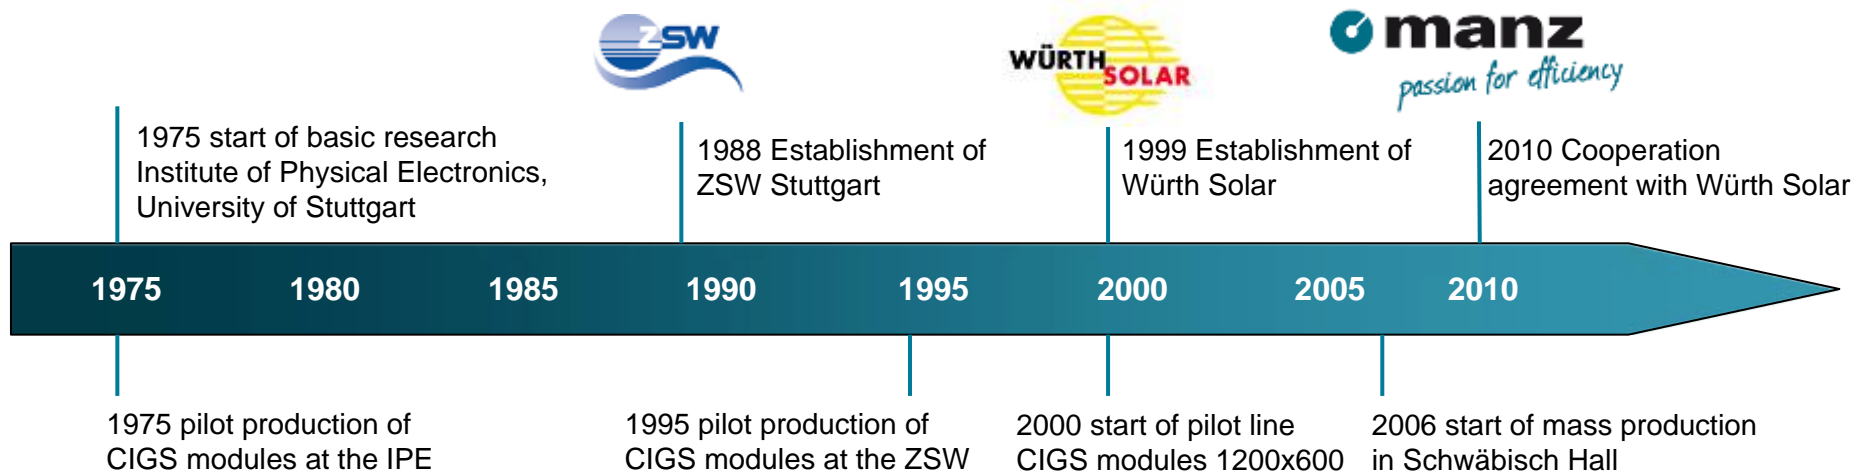 ZSW
WÜRTH
SOLAR
manz
passion for efficiency
1975 start of basic research
Institute of Physical Electronics,
University of Stuttgart
1988 Establishment of
ZSW Stuttgart
1999 Establishment of
Würth Solar
2010 Cooperation
agreement with Würth Solar
1975 1980 1985 1990 1995 2000 2005 2010
1975 pilot production of
CIGS modules at the IPE
1995 pilot production of
CIGS modules at the ZSW
2000 start of pilot line
CIGS modules 1200x600
2006 start of mass production
in Schwäbisch Hall